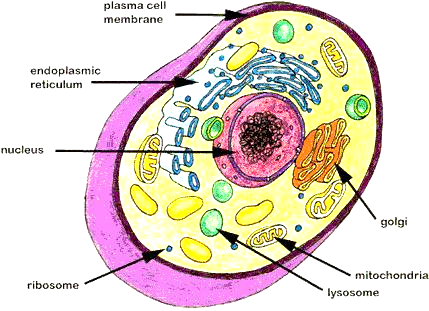 plasma cell
membrane
endoplasmic
reticulum
nucleus
golgi
mitochondria
lysosome
ribosome